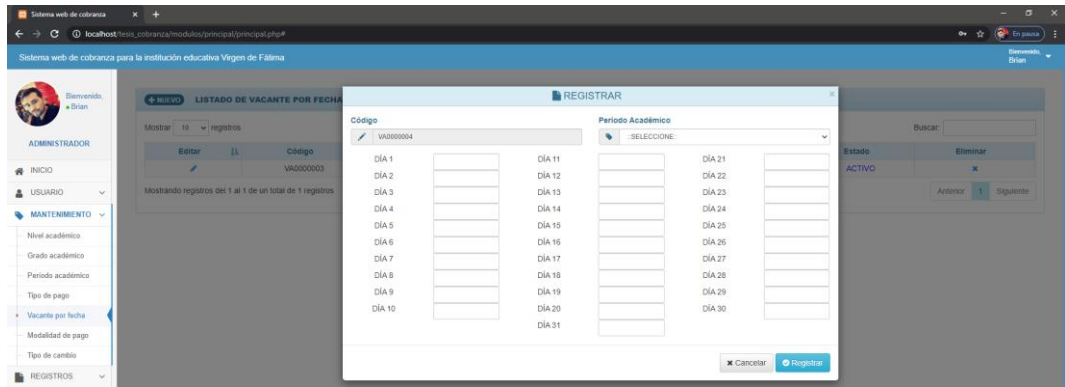 Sistema web de cobranza
localhost/tesis_cobranza/modulos/principal/principal.php#
En pausa
Sistema web de cobranza para la institución educativa Virgen de Fátima
Bienvenido,
Brian
Bienvenido,
Brian
ADMINISTRADOR
INICIO
USUARIO
MANTENIMIENTO
Nivel académico
Grado académico
Periodo académico
Tipo de pago
Vacante por fecha
Modalidad de pago
Tipo de cambio
REGISTROS
NUEVO LISTADO DE VACANTE POR FECHA
Mostrar 10 registros
Buscar:
Editar Código Estado Eliminar
VA0000003 ACTIVO
Mostrando registros del 1 al 1 de un total de 1 registros
Anterior 1 Siguiente
REGISTRAR
Código Periodo Académico
VA0000004 ::SELECCIONE::
DÍA 1 DÍA 11 DÍA 21
DÍA 2 DÍA 12 DÍA 22
DÍA 3 DÍA 13 DÍA 23
DÍA 4 DÍA 14 DÍA 24
DÍA 5 DÍA 15 DÍA 25
DÍA 6 DÍA 16 DÍA 26
DÍA 7 DÍA 17 DÍA 27
DÍA 8 DÍA 18 DÍA 28
DÍA 9 DÍA 19 DÍA 29
DÍA 10 DÍA 20 DÍA 30
DÍA 31
Cancelar Registrar